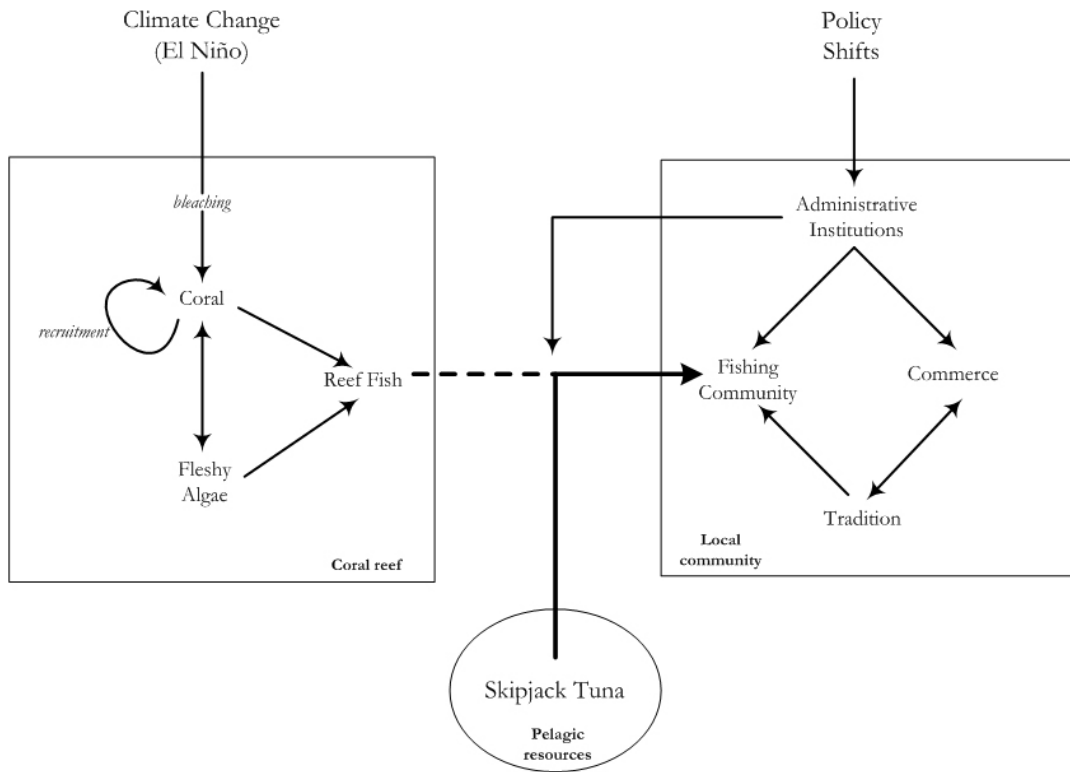 Climate Change
(El Niño)
Policy
Shifts
bleaching
Administrative
Institutions
Coral
recruitment
Reef Fish
Fishing
Community
Commerce
Fleshy
Algae
Tradition
Coral reef
Local
community
Skipjack Tuna
Pelagic
resources